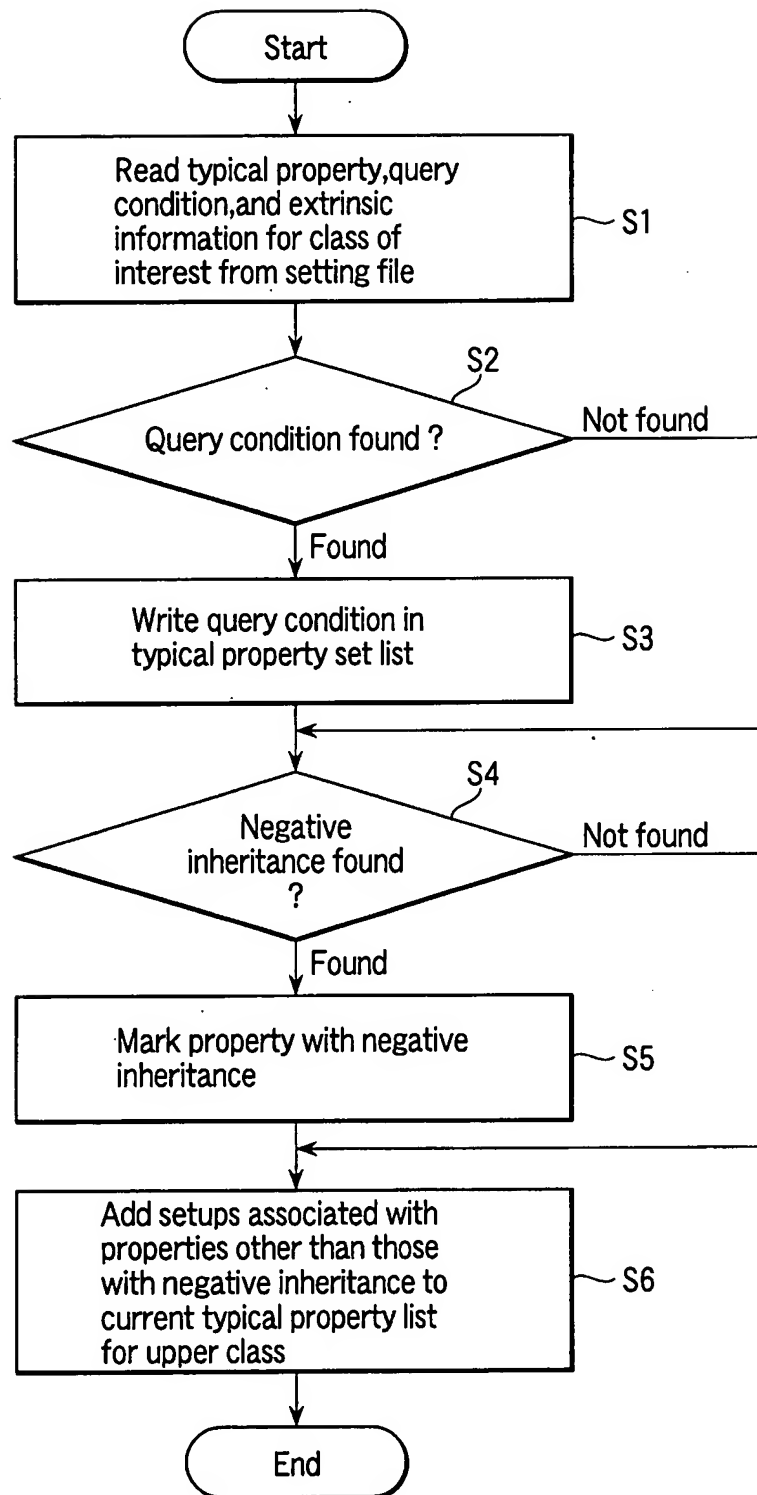 Start
Read typical property,query
condition,and extrinsic
information for class of
interest from setting file
S1
S2
Query condition found ?
Not found
Found
Write query condition in
typical property set list
S3
S4
Negative
inheritance found
?
Not found
Found
Mark property with negative
inheritance
S5
Add setups associated with
properties other than those
with negative inheritance to
current typical property list
for upper class
S6
End